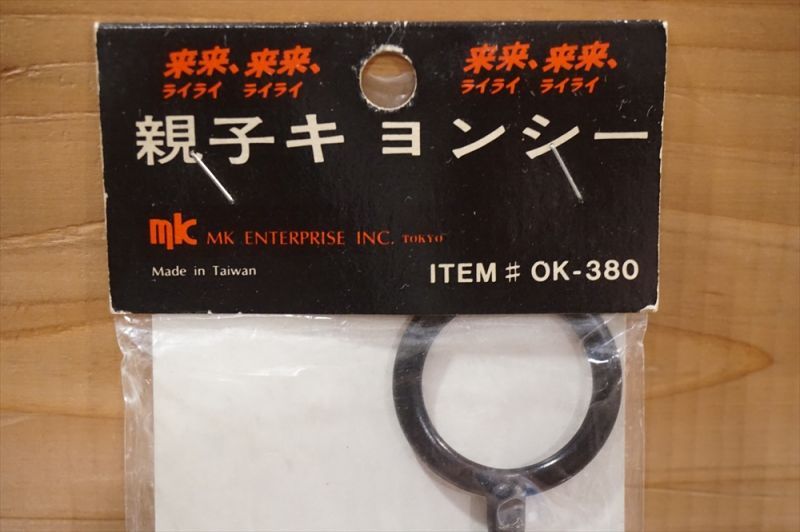 来来、来来、 来来、来来、
ライライ ライライ ライライ ライライ
親子キョンシー
mk MK ENTERPRISE INC. TOKYO
Made in Taiwan
ITEM # OK-380